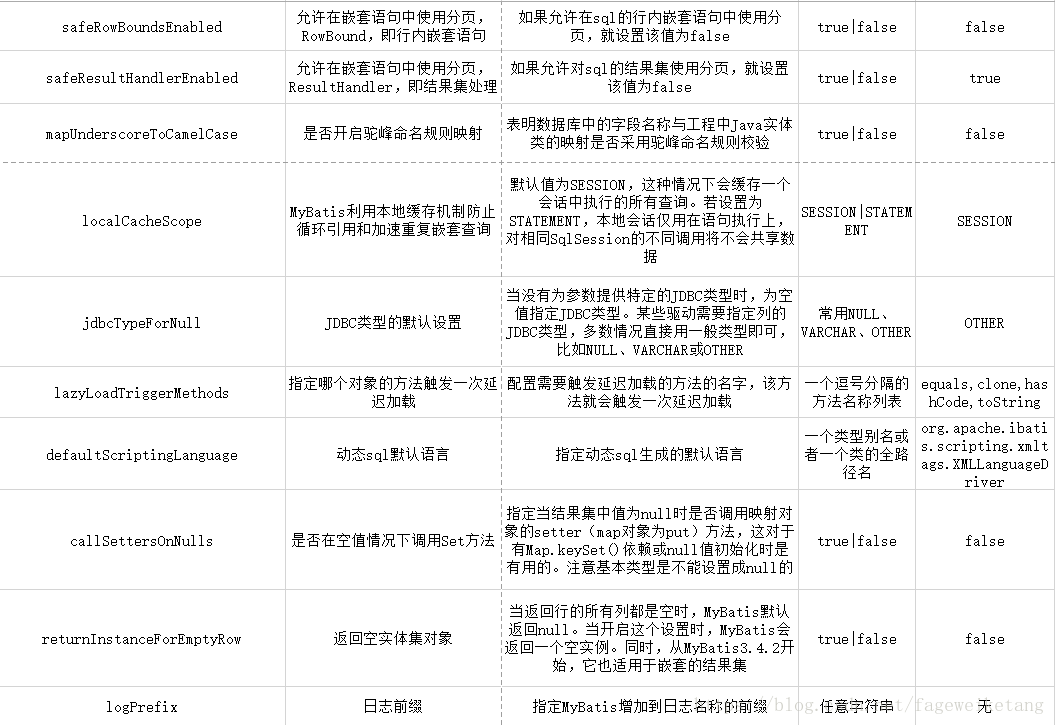 safeRowBoundsEnabled
允许在嵌套语句中使用分页，
RowBound，即行内嵌套语句
如果允许在sql的行内嵌套语句中使用分
页，就设置该值为false
true|false
false
safeResultHandlerEnabled
允许在嵌套语句中使用分页，
ResultHandler，即结果集处理
如果允许对sql的结果集使用分页，就设置
该值为false
true|false
true
mapUnderscoreToCamelCase
是否开启驼峰命名规则映射
表明数据库中的字段名称与工程中Java实体
类的映射是否采用驼峰命名规则校验
true|false
false
localCacheScope
MyBatis利用本地缓存机制防止
循环引用和加速重复嵌套查询
默认值为SESSION，这种情况下会缓存一个
会话中执行的所有查询。若设置为
STATEMENT，本地会话仅用在语句执行上，
对相同SqlSession的不同调用将不会共享数
据
SESSION|STATEM
ENT
SESSION
jdbcTypeForNull
JDBC类型的默认设置
当没有为参数提供特定的JDBC类型时，为空
值指定JDBC类型。某些驱动需要指定列的
JDBC类型，多数情况直接用一般类型即可，
比如NULL、VARCHAR或OTHER
常用NULL、
VARCHAR、OTHER
OTHER
lazyLoadTriggerMethods
指定哪个对象的方法触发一次延
迟加载
配置需要触发延迟加载的方法的名字，该方
法就会触发一次延迟加载
一个逗号分隔的
方法名称列表
equals,clone,has
hCode,toString
defaultScriptingLanguage
动态sql默认语言
指定动态sql生成的默认语言
一个类型别名或
者一个类的全路
径名
org.apache.ibati
s.scripting.xmlt
ags.XMLLanguageD
river
callSettersOnNulls
是否在空值情况下调用Set方法
指定当结果集中值为null时是否调用映射对
象的setter（map对象为put）方法，这对于
有Map.keySet()依赖或null值初始化时是
有用的。注意基本类型是不能设置成null的
true|false
false
returnInstanceForEmptyRow
返回空实体集对象
当返回行的所有列都是空时，MyBatis默认
返回null。当开启这个设置时，MyBatis会
返回一个空实例。同时，从MyBatis3.4.2开
始，它也适用于嵌套的结果集
true|false
false
logPrefix
日志前缀
指定MyBatis增加到日志名称的前缀
任意字符串
无